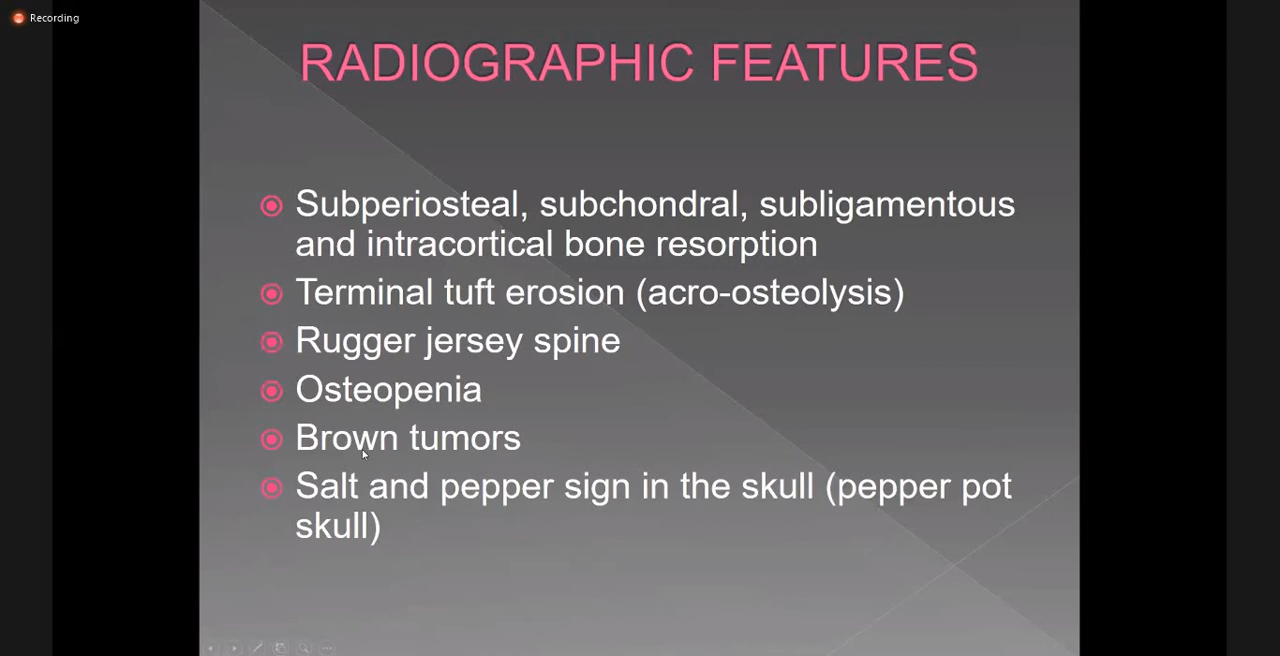 Recording
RADIOGRAPHIC FEATURES
Subperiosteal, subchondral, subligamentous
and intracortical bone resorption
Terminal tuft erosion (acro-osteolysis)
Rugger jersey spine
Osteopenia
Brown tumors
Salt and pepper sign in the skull (pepper pot
skull)